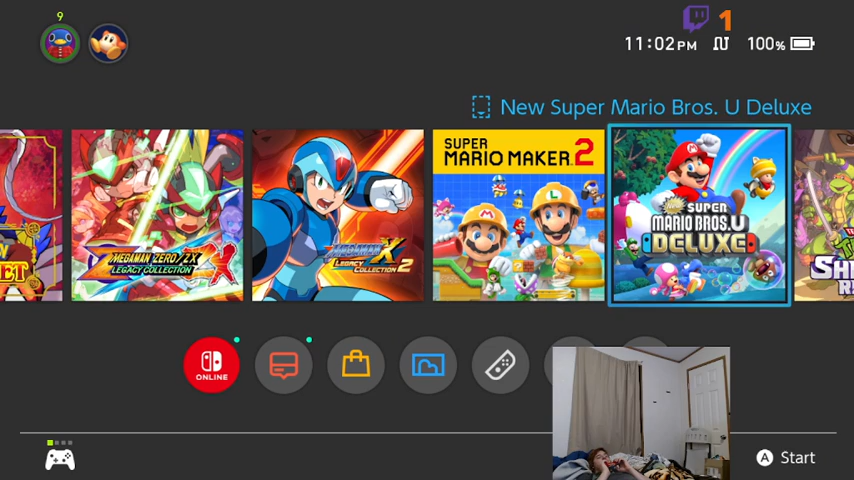 9
1
11:02PM
100%
New Super Mario Bros. U Deluxe
MEGAMAN ZERO/ZX
LEGACY COLLECTION
MEGAMAN X
LEGACY COLLECTION 2
SUPER
MARIO MAKER 2
NEW SUPER
MARIO BROS. U
DELUXE
ONLINE
A Start